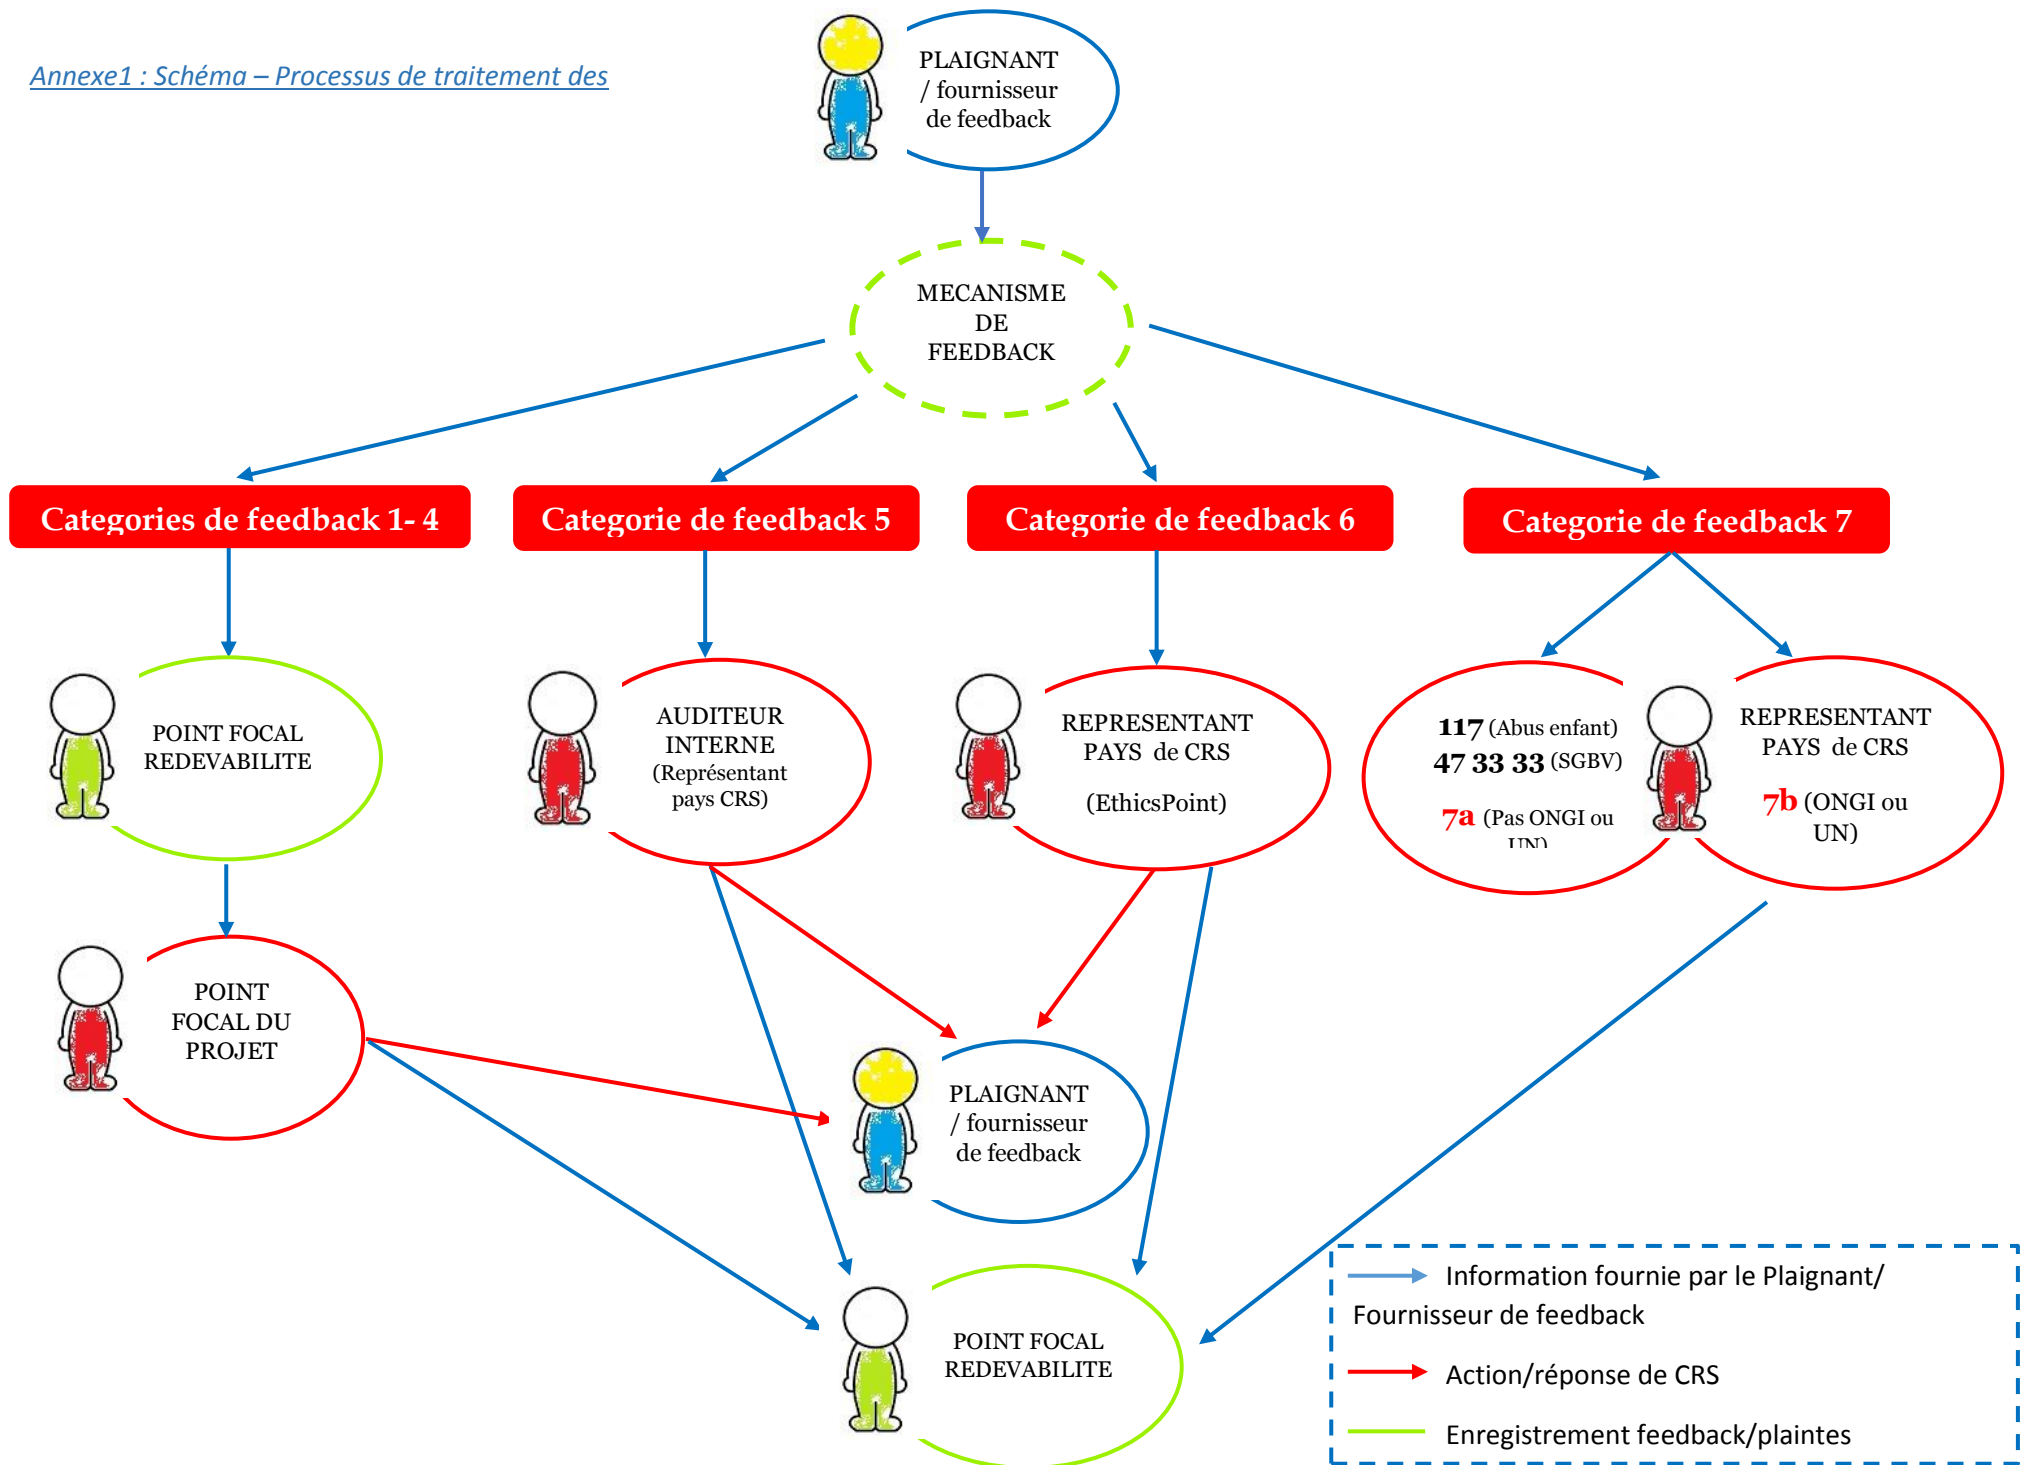 Annexe1 : Schéma – Processus de traitement des
PLAIGNANT
/ fournisseur
de feedback
MECANISME
DE
FEEDBACK
Categories de feedback 1- 4
Categorie de feedback 5
Categorie de feedback 6
Categorie de feedback 7
POINT FOCAL
REDEVABILITE
AUDITEUR
INTERNE
(Représentant
pays CRS)
REPRESENTANT
PAYS de CRS
(EthicsPoint)
117 (Abus enfant)
47 33 33 (SGBV)
7a (Pas ONGI ou
UN)
REPRESENTANT
PAYS de CRS
7b (ONGI ou
UN)
POINT
FOCAL DU
PROJET
PLAIGNANT
/ fournisseur
de feedback
POINT FOCAL
REDEVABILITE
Information fournie par le Plaignant/
Fournisseur de feedback
Action/réponse de CRS
Enregistrement feedback/plaintes